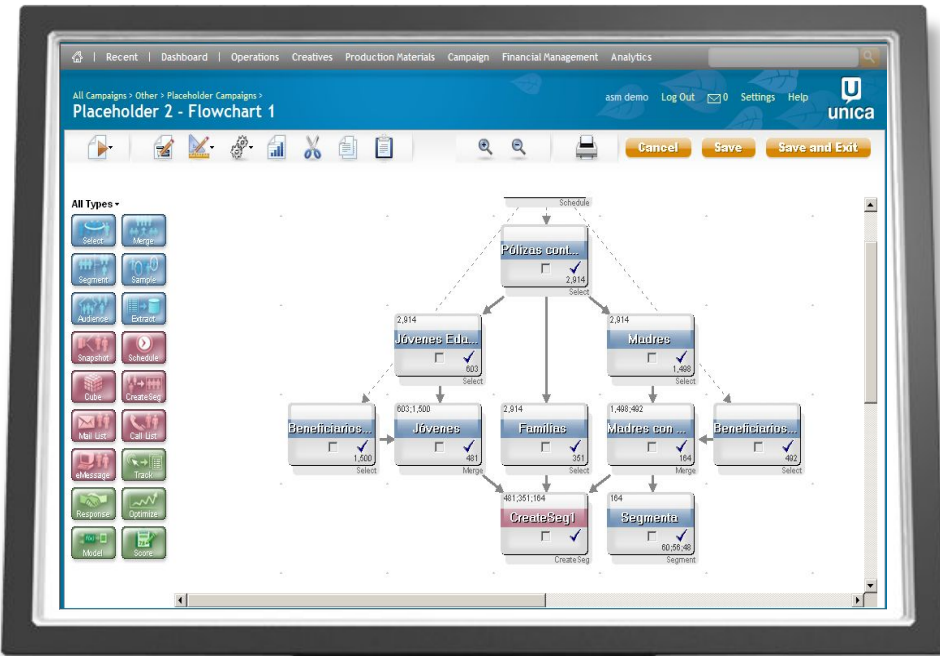 Recent | Dashboard | Operations Creatives Production Materials Campaign Financial Management Analytics
All Campaigns > Other > Placeholder Campaigns >
Placeholder 2 - Flowchart 1
asm demo Log Out 0 Settings Help
unica
Cancel Save Save and Exit
All Types
Select Merge
Segment Sample
Audience Extract
Snapshot Schedule
Cube CreateSeg
Mail List Call List
eMessage Track
Response Optimize
Model Score
Schedule
Pólizas cont...
2,914
Select
2,914
Jóvenes Edu...
603
Select
2,914
Madres
1,498
Select
Beneficiarios...
1,500
Select
603;1,500
Jóvenes
481
Merge
2,914
Familias
351
Select
1,498;492
Madres con ...
164
Merge
Beneficiarios...
492
Select
481;351;164
CreateSeg1
CreateSeg
164
Segmenta
60;56;48
Segment